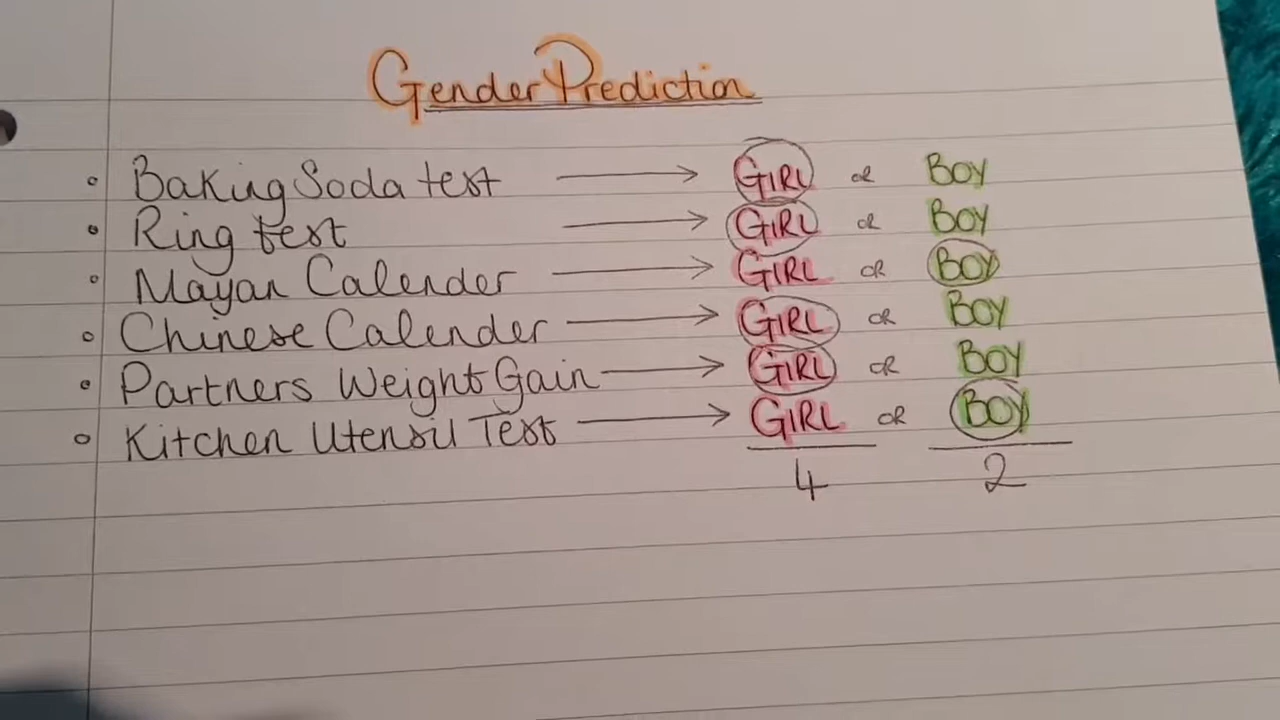 Gender Prediction
Baking Soda test → GIRL or BOY
Ring test → GIRL or BOY
Mayan Calender → GIRL OR BOY
Chinese Calender → GIRL OR BOY
Partners Weight Gain → GIRL OR BOY
Kitchen Utensil Test → GIRL OR BOY
4 2